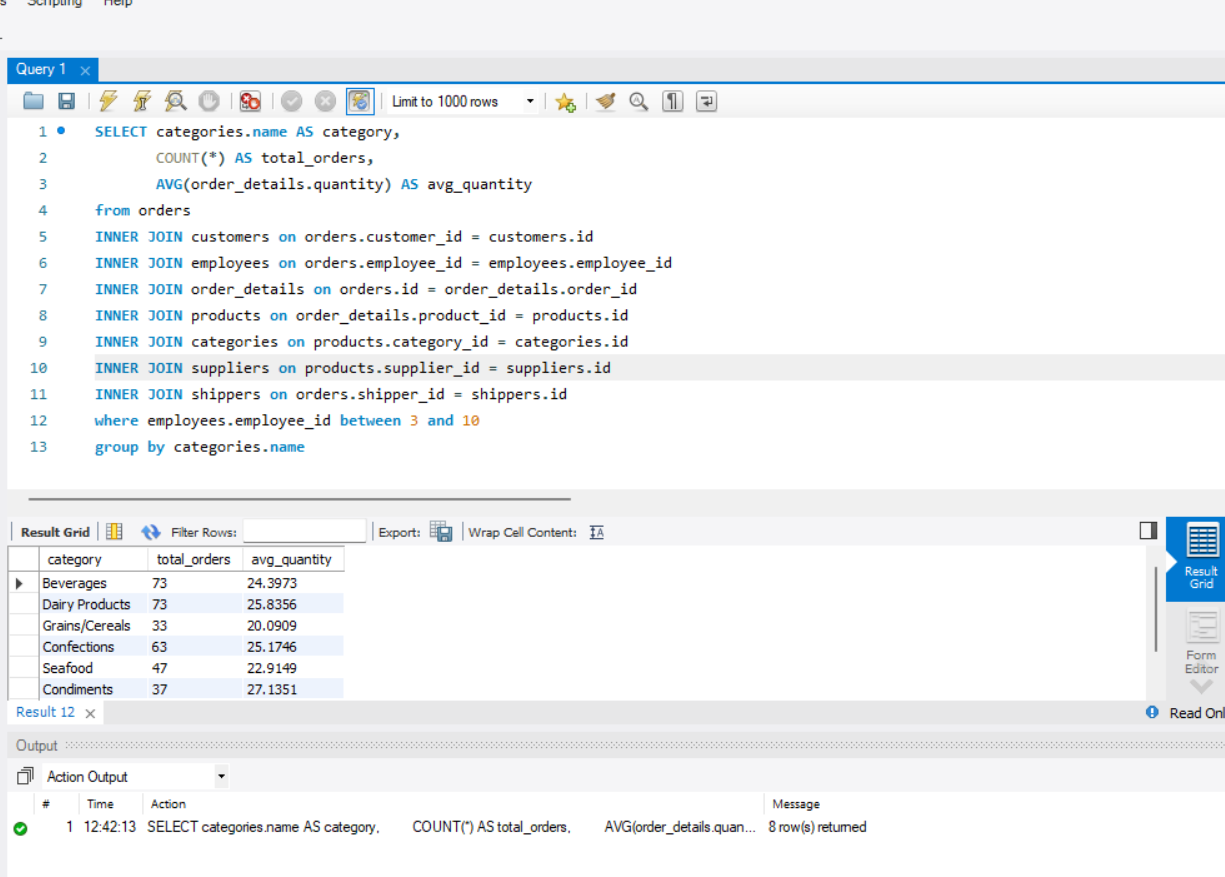 Scripting Help
Query 1
Limit to 1000 rows
1 SELECT categories.name AS category,
2 COUNT(*) AS total_orders,
3 AVG(order_details.quantity) AS avg_quantity
4 from orders
5 INNER JOIN customers on orders.customer_id = customers.id
6 INNER JOIN employees on orders.employee_id = employees.employee_id
7 INNER JOIN order_details on orders.id = order_details.order_id
8 INNER JOIN products on order_details.product_id = products.id
9 INNER JOIN categories on products.category_id = categories.id
10 INNER JOIN suppliers on products.supplier_id = suppliers.id
11 INNER JOIN shippers on orders.shipper_id = shippers.id
12 where employees.employee_id between 3 and 10
13 group by categories.name
Result Grid Filter Rows: Export: Wrap Cell Content: IA
category total_orders avg_quantity
Beverages 73 24.3973
Dairy Products 73 25.8356
Grains/Cereals 33 20.0909
Confections 63 25.1746
Seafood 47 22.9149
Condiments 37 27.1351
Result
Grid
Form
Editor
Result 12 Read Onl
Output
Action Output
# Time Action Message
1 12:42:13 SELECT categories.name AS category, COUNT(*) AS total_orders, AVG(order_details.quan... 8 row(s) returned